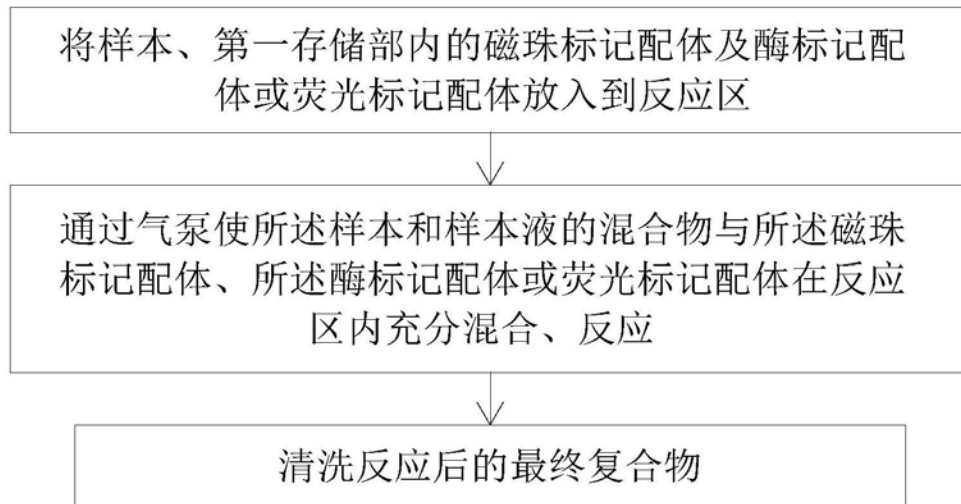 将样本、第一存储部内的磁珠标记配体及酶标记配
体或荧光标记配体放入到反应区
通过气泵使所述样本和样本液的混合物与所述磁珠
标记配体、所述酶标记配体或荧光标记配体在反应
区内充分混合、反应
清洗反应后的最终复合物